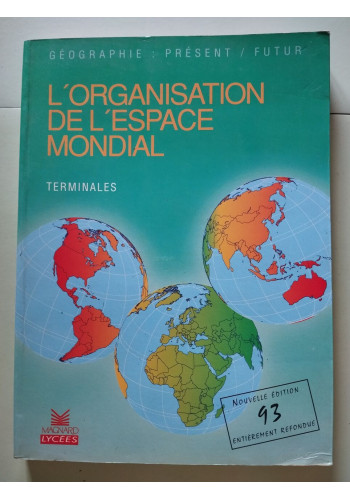 GÉOGRAPHIE : PRÉSENT / FUTUR
L'ORGANISATION
DE L'ESPACE
MONDIAL
TERMINALES
NOUVELLE ÉDITION
93
ENTIÈREMENT REFONDUE
MAGNARD
LYCÉES